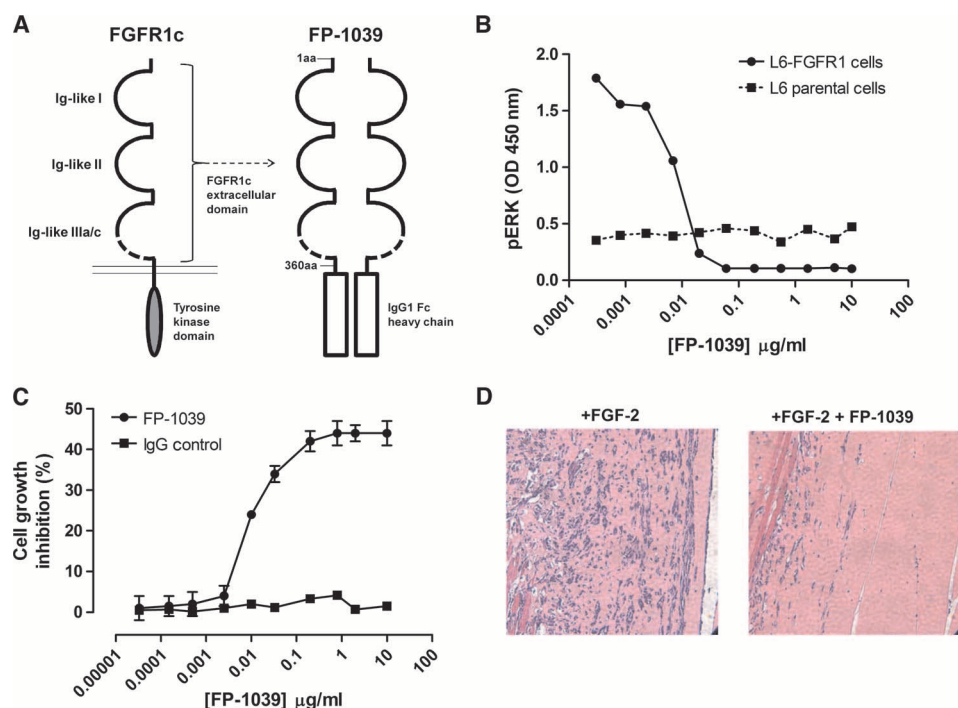 A
FGFR1c
FP-1039
1aa
Ig-like I
Ig-like II
FGFR1c
extracellular
domain
Ig-like IIIa/c
360aa
Tyrosine
kinase
domain
IgG1 Fc
heavy chain
B
L6-FGFR1 cells
L6 parental cells
pERK (OD 450 nm)
2.0
1.5
1.0
0.5
0.0
0.0001
0.001
0.01
0.1
1
10
100
[FP-1039] μg/ml
C
FP-1039
IgG control
Cell growth
inhibition (%)
50
40
30
20
10
0
0.00001
0.0001
0.001
0.01
0.1
1
10
100
[FP-1039] μg/ml
D
+FGF-2
+FGF-2 + FP-1039